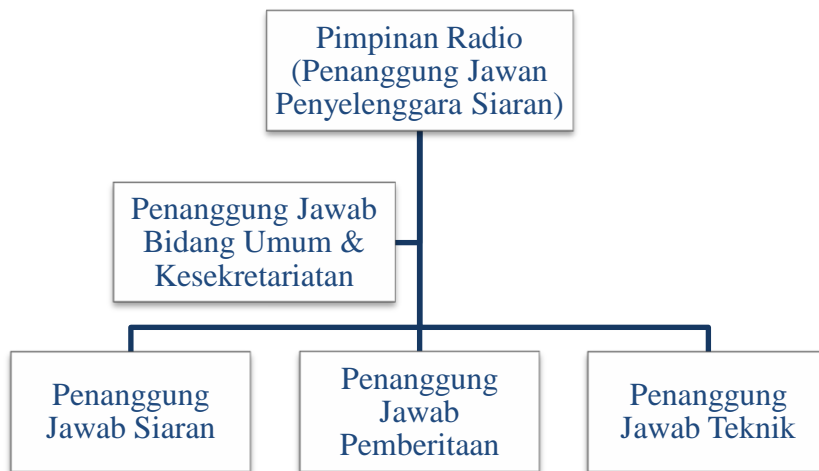 Pimpinan Radio
(Penanggung Jawan
Penyelenggara Siaran)
Penanggung Jawab
Bidang Umum &
Kesekretariatan
Penanggung
Jawab Siaran
Penanggung
Jawab
Pemberitaan
Penanggung
Jawab Teknik